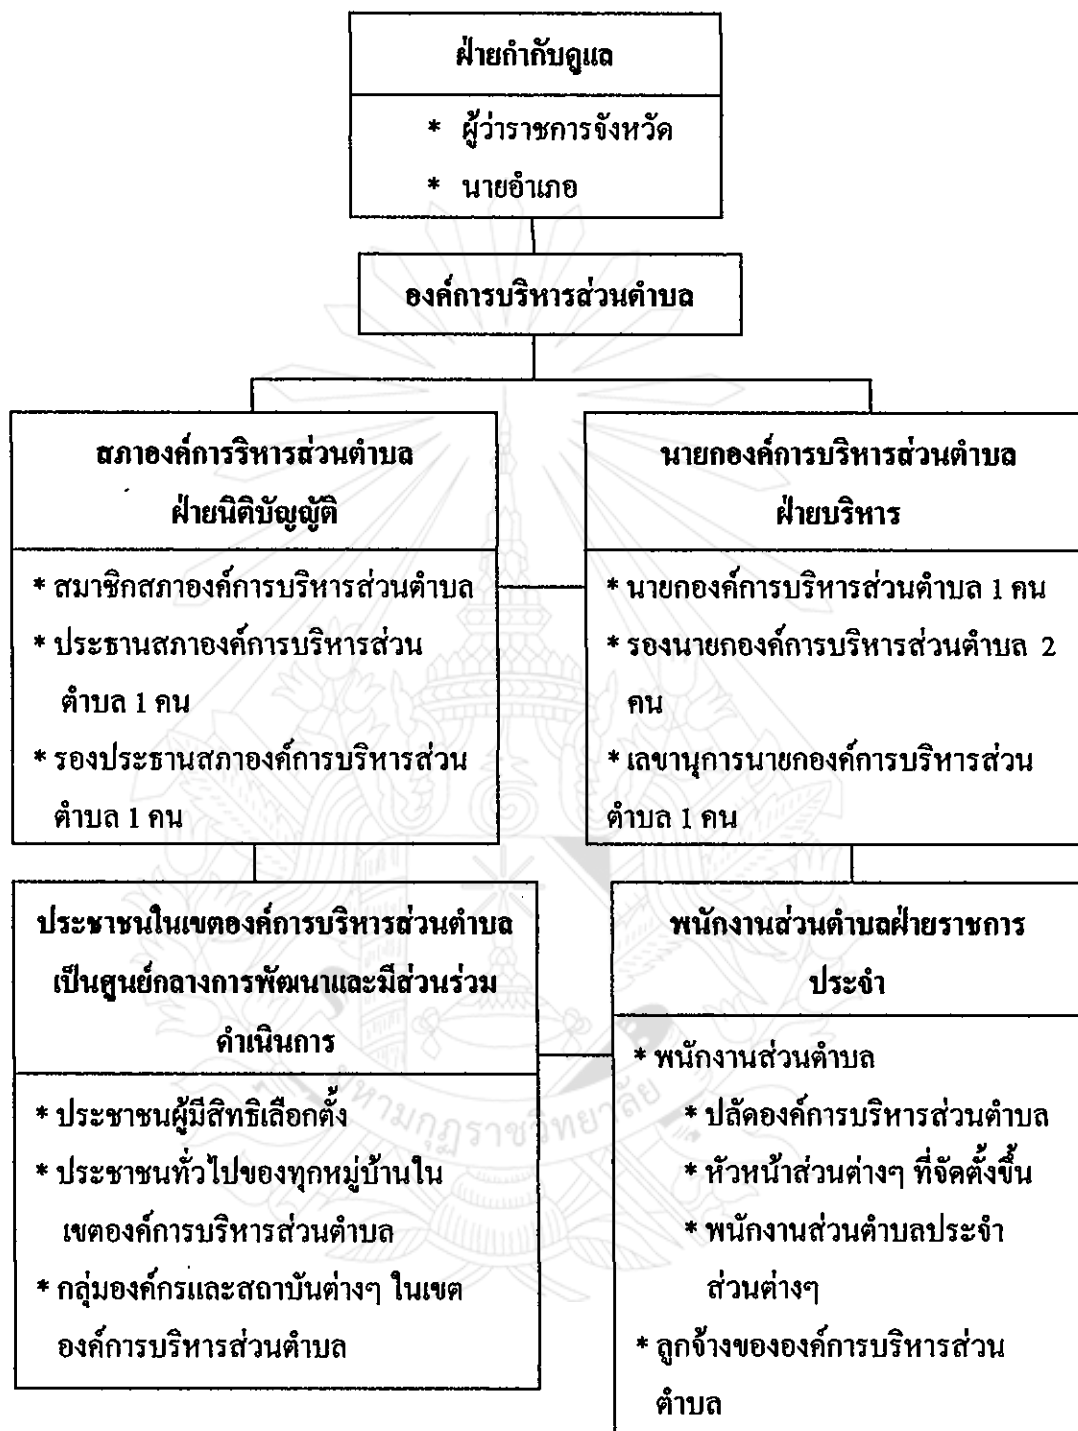 ฝ่ายกำกับดูแล
* ผู้ว่าราชการจังหวัด
* นายอำเภอ
องค์การบริหารส่วนตำบล
สภาองค์การริหารส่วนตำบล
ฝ่ายนิติบัญญัติ
* สมาชิกสภาองค์การบริหารส่วนตำบล
* ประธานสภาองค์การบริหารส่วน
ตำบล 1 คน
* รองประธานสภาองค์การบริหารส่วน
ตำบล 1 คน
นายกองค์การบริหารส่วนตำบล
ฝ่ายบริหาร
* นายกองค์การบริหารส่วนตำบล 1 คน
* รองนายกองค์การบริหารส่วนตำบล 2
คน
* เลขานุการนายกองค์การบริหารส่วน
ตำบล 1 คน
ประชาชนในเขตองค์การบริหารส่วนตำบล
เป็นศูนย์กลางการพัฒนาและมีส่วนร่วม
ดำเนินการ
* ประชาชนผู้มีสิทธิเลือกตั้ง
* ประชาชนทั่วไปของทุกหมู่บ้านใน
เขตองค์การบริหารส่วนตำบล
* กลุ่มองค์กรและสถาบันต่างๆ ในเขต
องค์การบริหารส่วนตำบล
พนักงานส่วนตำบลฝ่ายราชการ
ประจำ
* พนักงานส่วนตำบล
* ปลัดองค์การบริหารส่วนตำบล
* หัวหน้าส่วนต่างๆ ที่จัดตั้งขึ้น
* พนักงานส่วนตำบลประจำ
ส่วนต่างๆ
* ลูกจ้างขององค์การบริหารส่วน
ตำบล